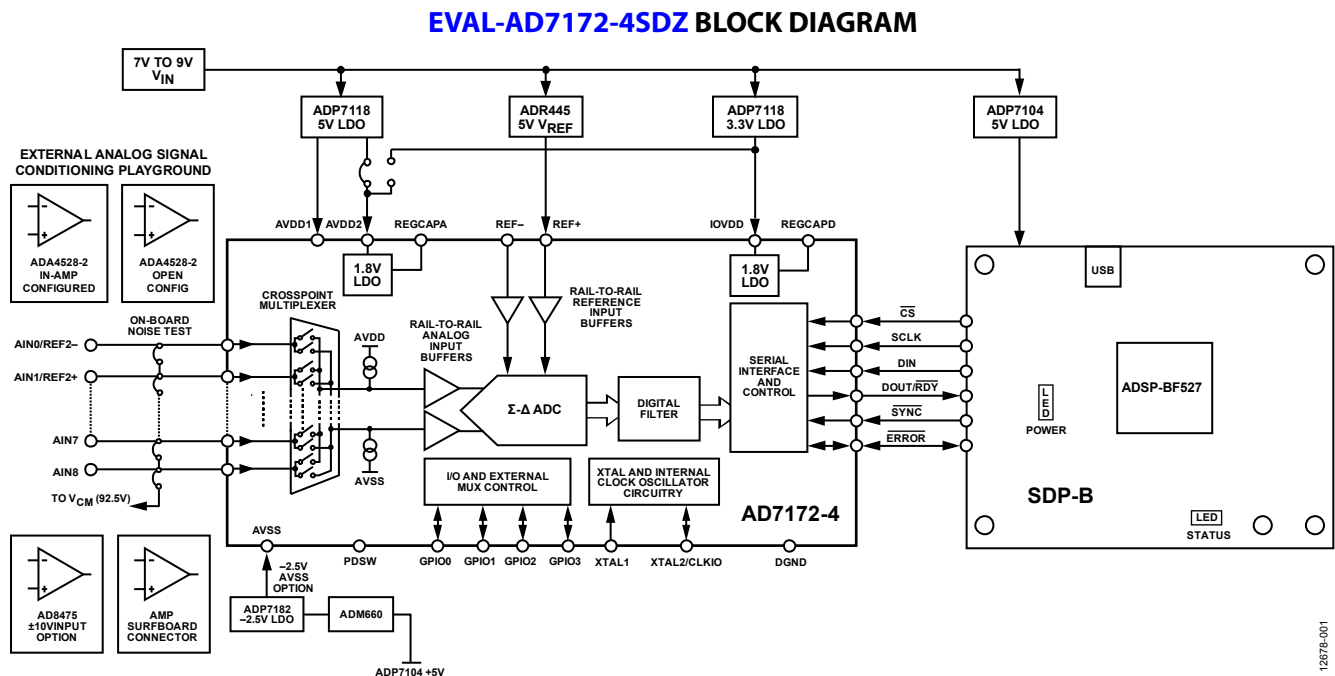 EVAL-AD7172-4SDZ BLOCK DIAGRAM
7V TO 9V
VIN
ADP7118
5V LDO
ADR445
5V VREF
ADP7118
3.3V LDO
ADP7104
5V LDO
EXTERNAL ANALOG SIGNAL
CONDITIONING PLAYGROUND
ADA4528-2
IN-AMP
CONFIGURED
ADA4528-2
OPEN
CONFIG
AVDD1
AVDD2
REGCAPA
REF–
REF+
IOVDD
REGCAPD
1.8V
LDO
1.8V
LDO
CROSSPOINT
MULTIPLEXER
RAIL-TO-RAIL
REFERENCE
INPUT
BUFFERS
RAIL-TO-RAIL
ANALOG
INPUT
BUFFERS
ON-BOARD
NOISE TEST
AIN0/REF2–
AIN1/REF2+
AIN7
AIN8
TO VCM (92.5V)
AVDD
AVSS
Σ-Δ ADC
DIGITAL
FILTER
SERIAL
INTERFACE
AND
CONTROL
CS
SCLK
DIN
DOUT/RDY
SYNC
ERROR
USB
ADSP-BF527
LED
POWER
SDP-B
LED
STATUS
I/O AND EXTERNAL
MUX CONTROL
XTAL AND INTERNAL
CLOCK OSCILLATOR
CIRCUITRY
AD7172-4
AVSS
PDSW
GPIO0
GPIO1
GPIO2
GPIO3
XTAL1
XTAL2/CLKIO
DGND
–2.5V
AVSS
OPTION
ADP7182
–2.5V LDO
ADM660
ADP7104 +5V
AD8475
±10VINPUT
OPTION
AMP
SURFBOARD
CONNECTOR
12678-001